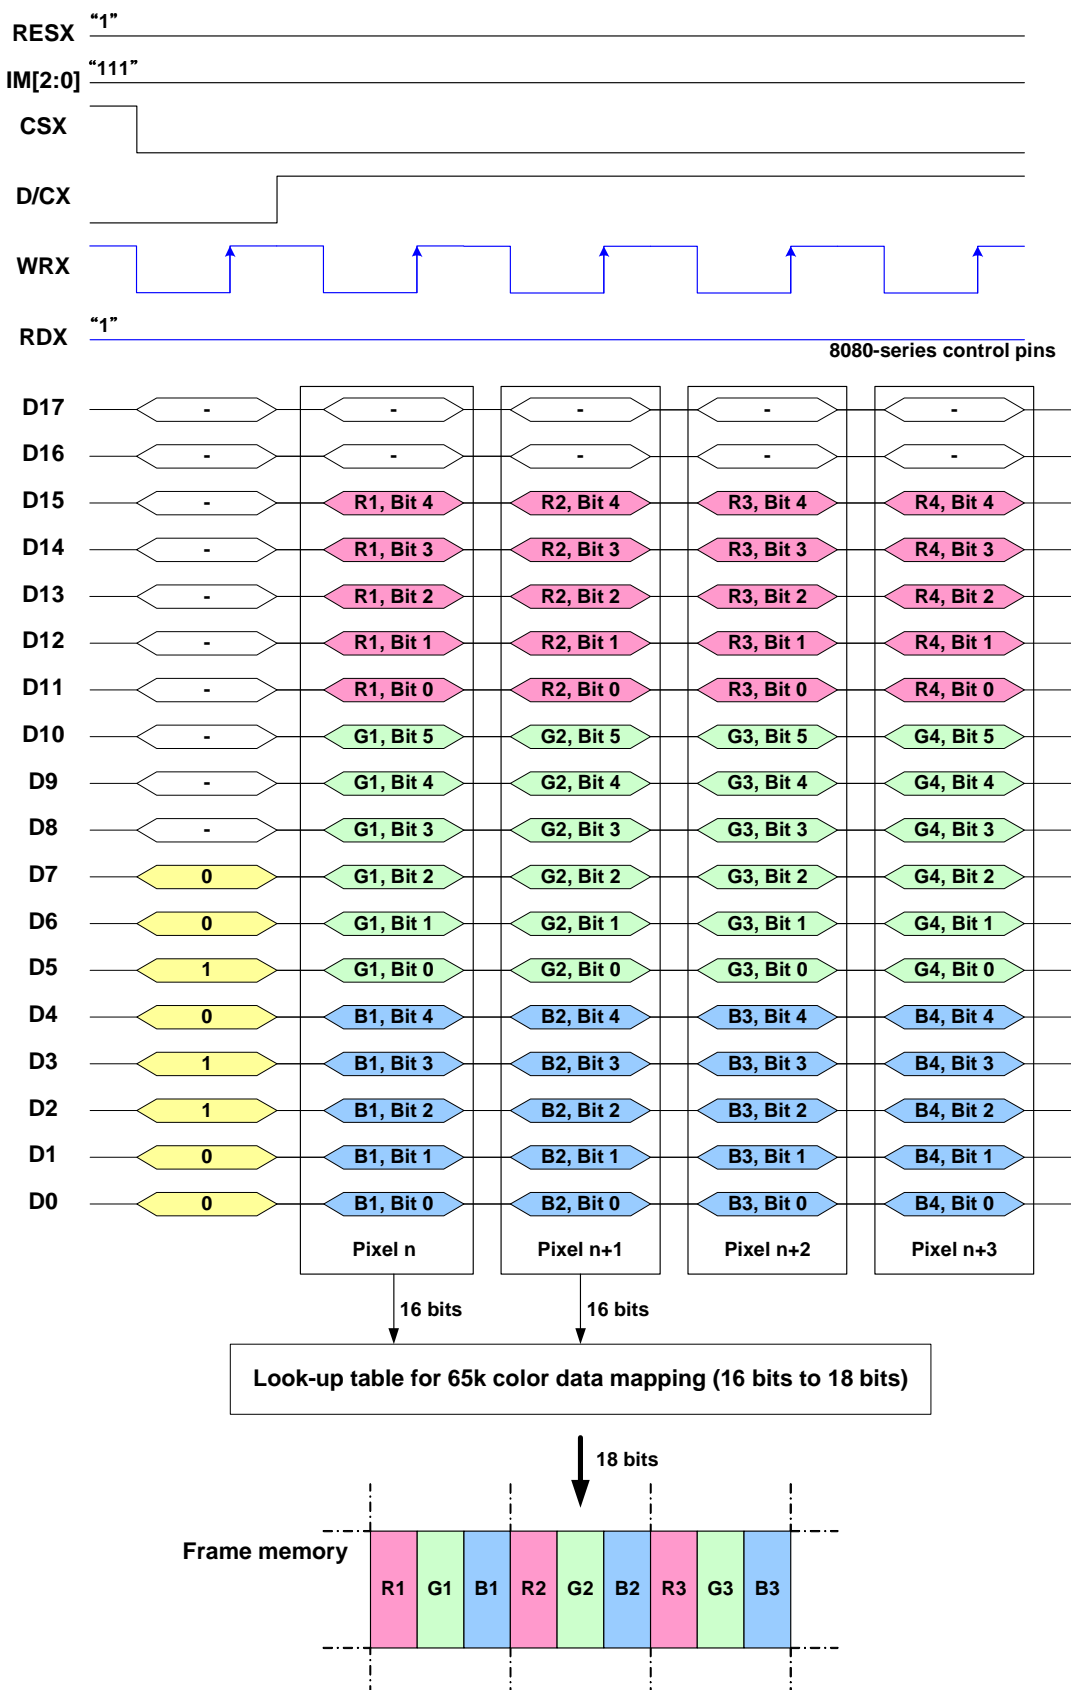 RESX "1"
IM[2:0] "111"
CSX
D/CX
WRX
RDX "1"
8080-series control pins
D17 - - - - -
D16 - - - - -
D15 - R1, Bit 4 R2, Bit 4 R3, Bit 4 R4, Bit 4
D14 - R1, Bit 3 R2, Bit 3 R3, Bit 3 R4, Bit 3
D13 - R1, Bit 2 R2, Bit 2 R3, Bit 2 R4, Bit 2
D12 - R1, Bit 1 R2, Bit 1 R3, Bit 1 R4, Bit 1
D11 - R1, Bit 0 R2, Bit 0 R3, Bit 0 R4, Bit 0
D10 - G1, Bit 5 G2, Bit 5 G3, Bit 5 G4, Bit 5
D9 - G1, Bit 4 G2, Bit 4 G3, Bit 4 G4, Bit 4
D8 - G1, Bit 3 G2, Bit 3 G3, Bit 3 G4, Bit 3
D7 0 G1, Bit 2 G2, Bit 2 G3, Bit 2 G4, Bit 2
D6 0 G1, Bit 1 G2, Bit 1 G3, Bit 1 G4, Bit 1
D5 1 G1, Bit 0 G2, Bit 0 G3, Bit 0 G4, Bit 0
D4 0 B1, Bit 4 B2, Bit 4 B3, Bit 4 B4, Bit 4
D3 1 B1, Bit 3 B2, Bit 3 B3, Bit 3 B4, Bit 3
D2 1 B1, Bit 2 B2, Bit 2 B3, Bit 2 B4, Bit 2
D1 0 B1, Bit 1 B2, Bit 1 B3, Bit 1 B4, Bit 1
D0 0 B1, Bit 0 B2, Bit 0 B3, Bit 0 B4, Bit 0
Pixel n Pixel n+1 Pixel n+2 Pixel n+3
16 bits 16 bits
Look-up table for 65k color data mapping (16 bits to 18 bits)
18 bits
Frame memory
R1 G1 B1 R2 G2 B2 R3 G3 B3